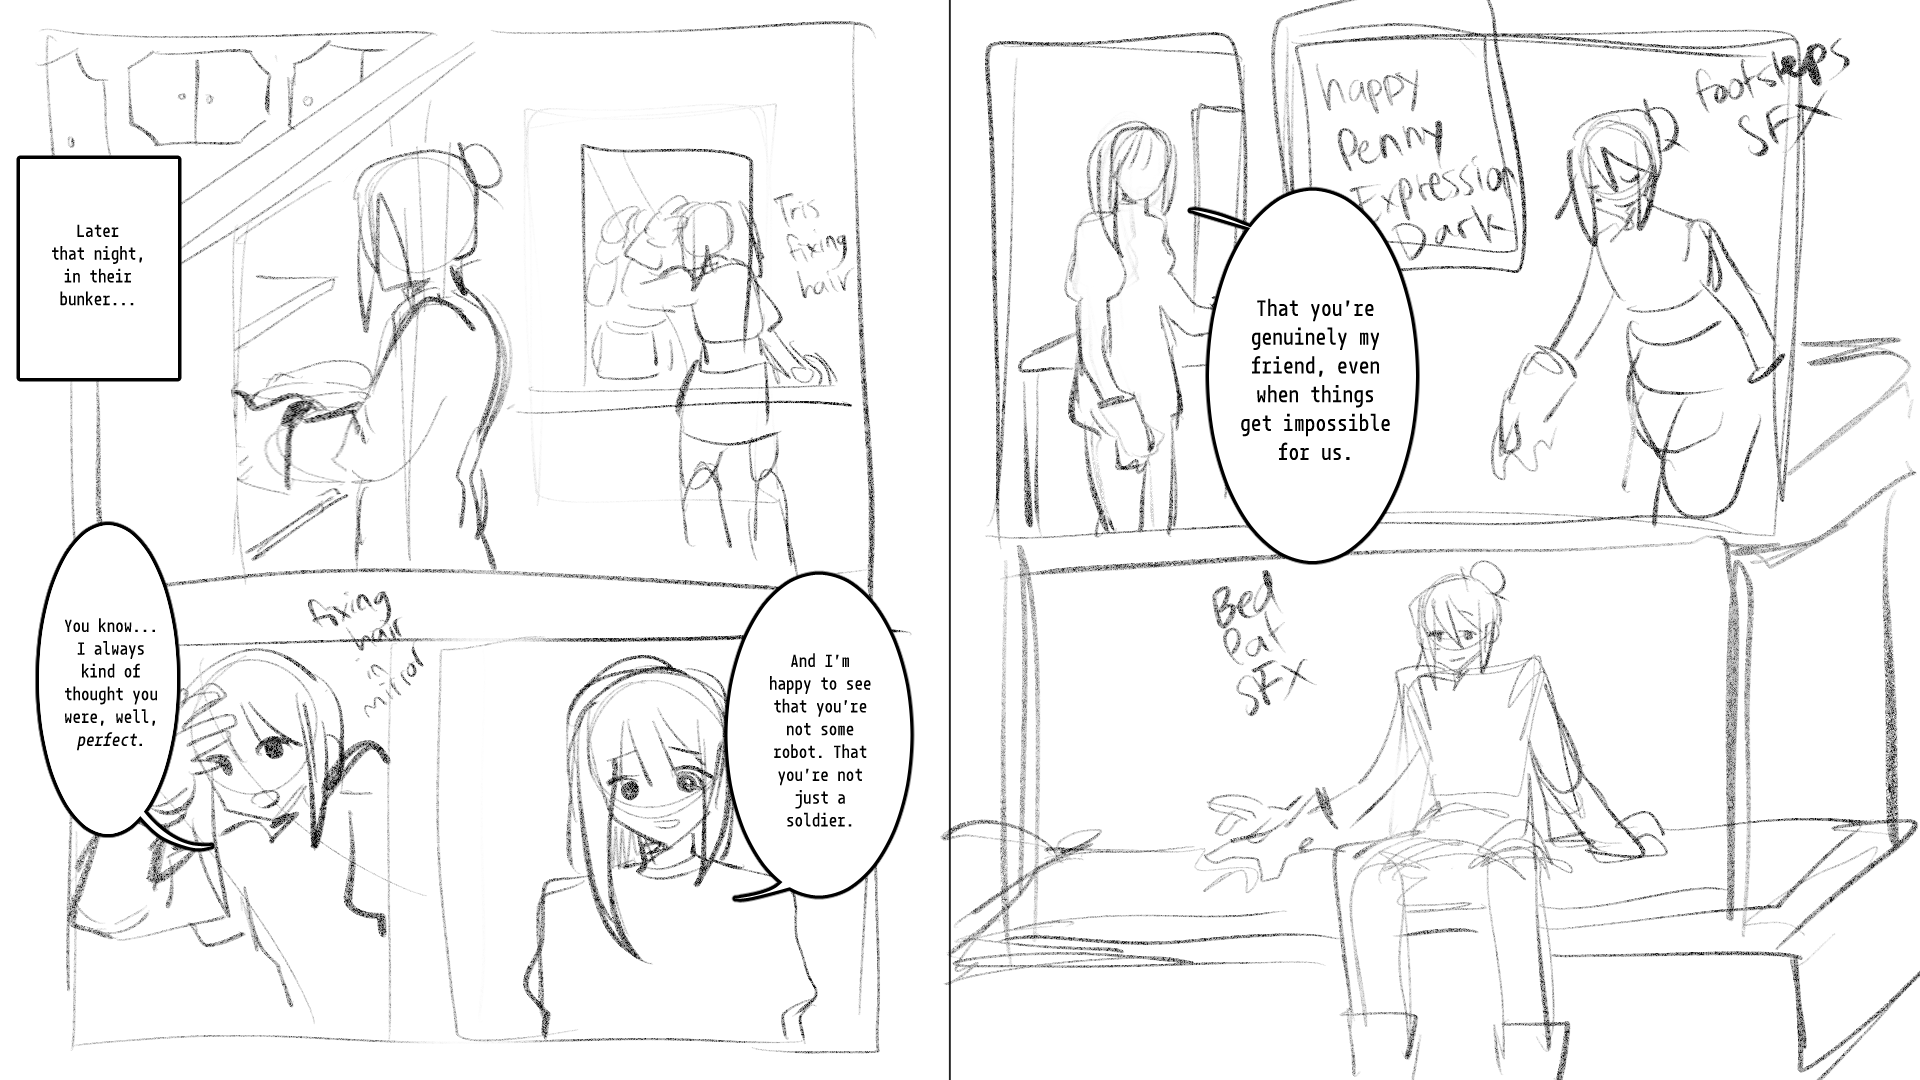 Later
that night,
in their
bunker...
Tris
fixing
hair
You know...
I always
kind of
thought you
were, well,
perfect.
fixing
hair
in
mirror
And I'm
happy to see
that you're
not some
robot. That
you're not
just a
soldier.
happy
Penny
Expression
Dark
footsteps
SFX
That you're
genuinely my
friend, even
when things
get impossible
for us.
Bed
Pat
SFX